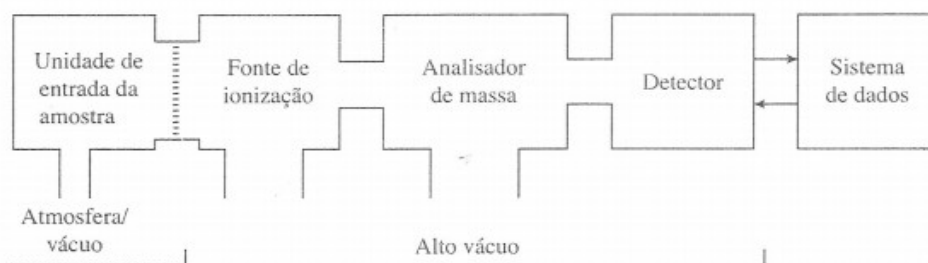 Unidade de
entrada da
amostra
Fonte de
ionização
Analisador
de massa
Detector
Sistema
de dados
Atmosfera/
vácuo
Alto vácuo